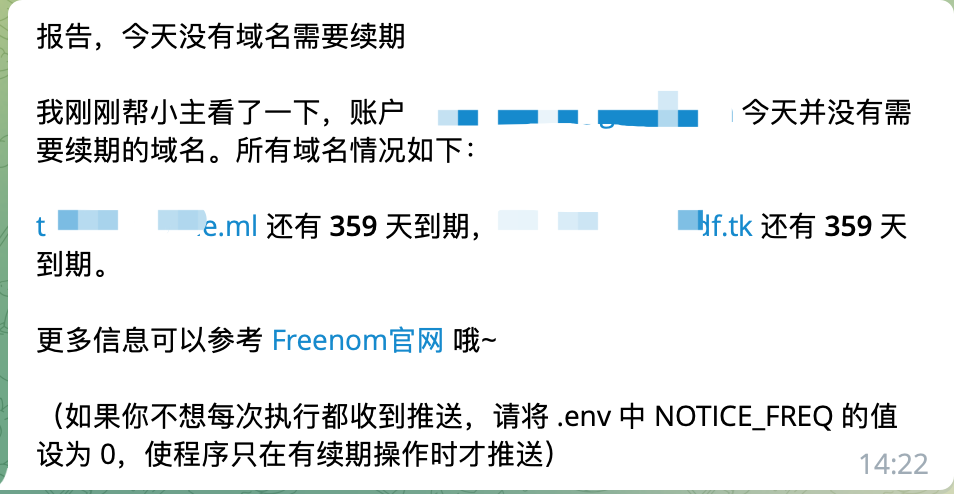 报告，今天没有域名需要续期
我刚刚帮小主看了一下，账户 今天并没有需
要续期的域名。所有域名情况如下：
t e.ml 还有 359 天到期， df.tk 还有 359 天
到期。
更多信息可以参考 Freenom官网 哦~
（如果你不想每次执行都收到推送，请将 .env 中 NOTICE_FREQ 的值
设为 0，使程序只在有续期操作时才推送）
14:22